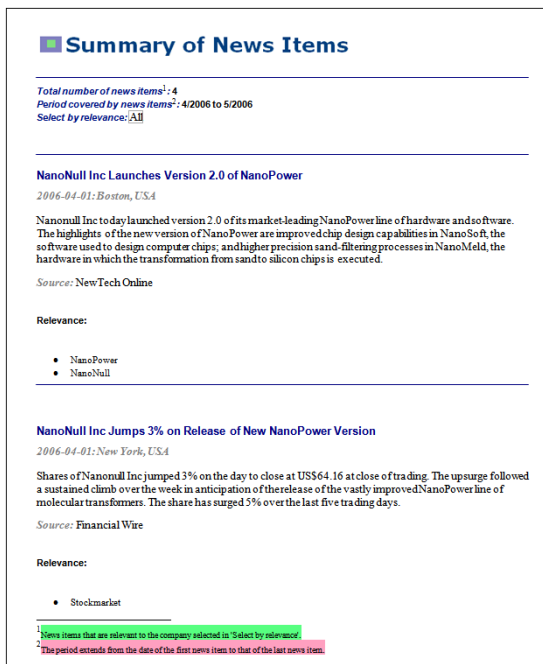 Summary of News Items
Total number of news items1: 4
Period covered by news items2: 4/2006 to 5/2006
Select by relevance: All
NanoNull Inc Launches Version 2.0 of NanoPower
2006-04-01: Boston, USA
Nanonull Inc today launched version 2.0 of its market-leading NanoPower line of hardware and software.
The highlights of the new version of NanoPower are improved chip design capabilities in NanoSoft, the
software used to design computer chips; and higher precision sand-filtering processes in NanoMeld, the
hardware in which the transformation from sand to silicon chips is executed.
Source: NewTech Online
Relevance:
• NanoPower
• NanoNull
NanoNull Inc Jumps 3% on Release of New NanoPower Version
2006-04-01: New York, USA
Shares of Nanonull Inc jumped 3% on the day to close at US$64.16 at close of trading. The upsurge followed
a sustained climb over the week in anticipation of the release of the vastly improved NanoPower line of
molecular transformers. The share has surged 5% over the last five trading days.
Source: Financial Wire
Relevance:
• Stockmarket
1News items that are relevant to the company selected in 'Select by relevance'.
2The period extends from the date of the first news item to that of the last news item.